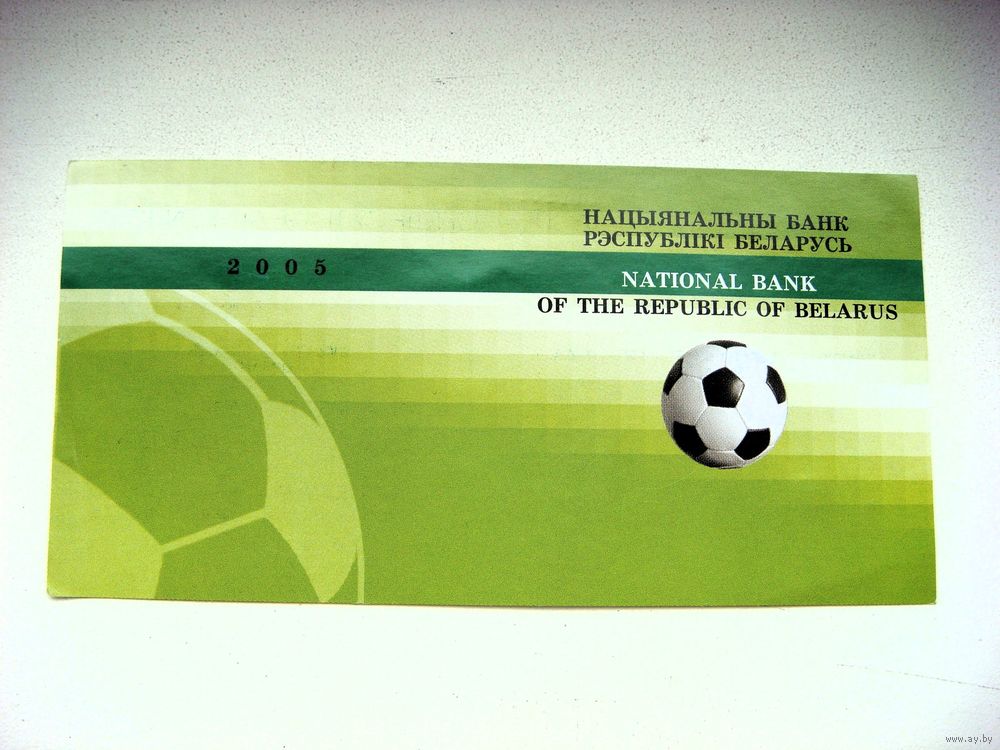 НАЦЫЯНАЛЬНЫ БАНК
РЭСПУБЛІКІ БЕЛАРУСЬ
2005
NATIONAL BANK
OF THE REPUBLIC OF BELARUS
www.ay.by